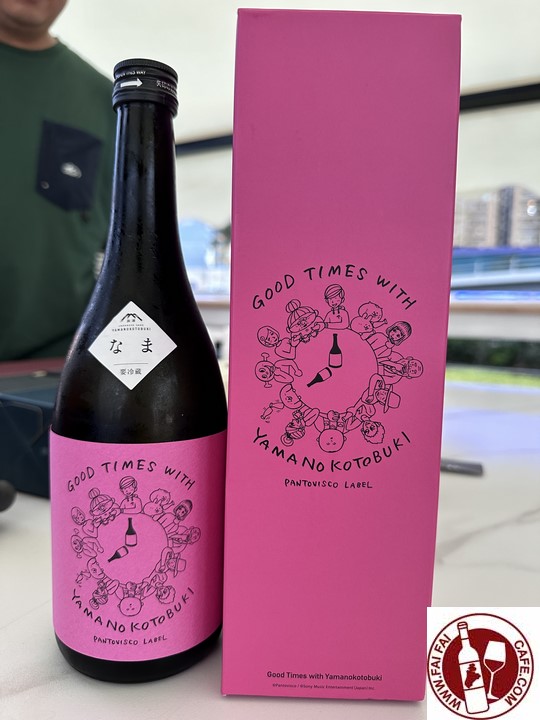 YAMANOKOTOBUKI
なま
要冷蔵
GOOD TIMES WITH
YAMANOKOTOBUKI
PANTOVISCO LABEL
GOOD TIMES WITH
YAMANOKOTOBUKI
PANTOVISCO LABEL
Good Times with Yamanokotobuki
WWW.FAIFAICAFE.COM